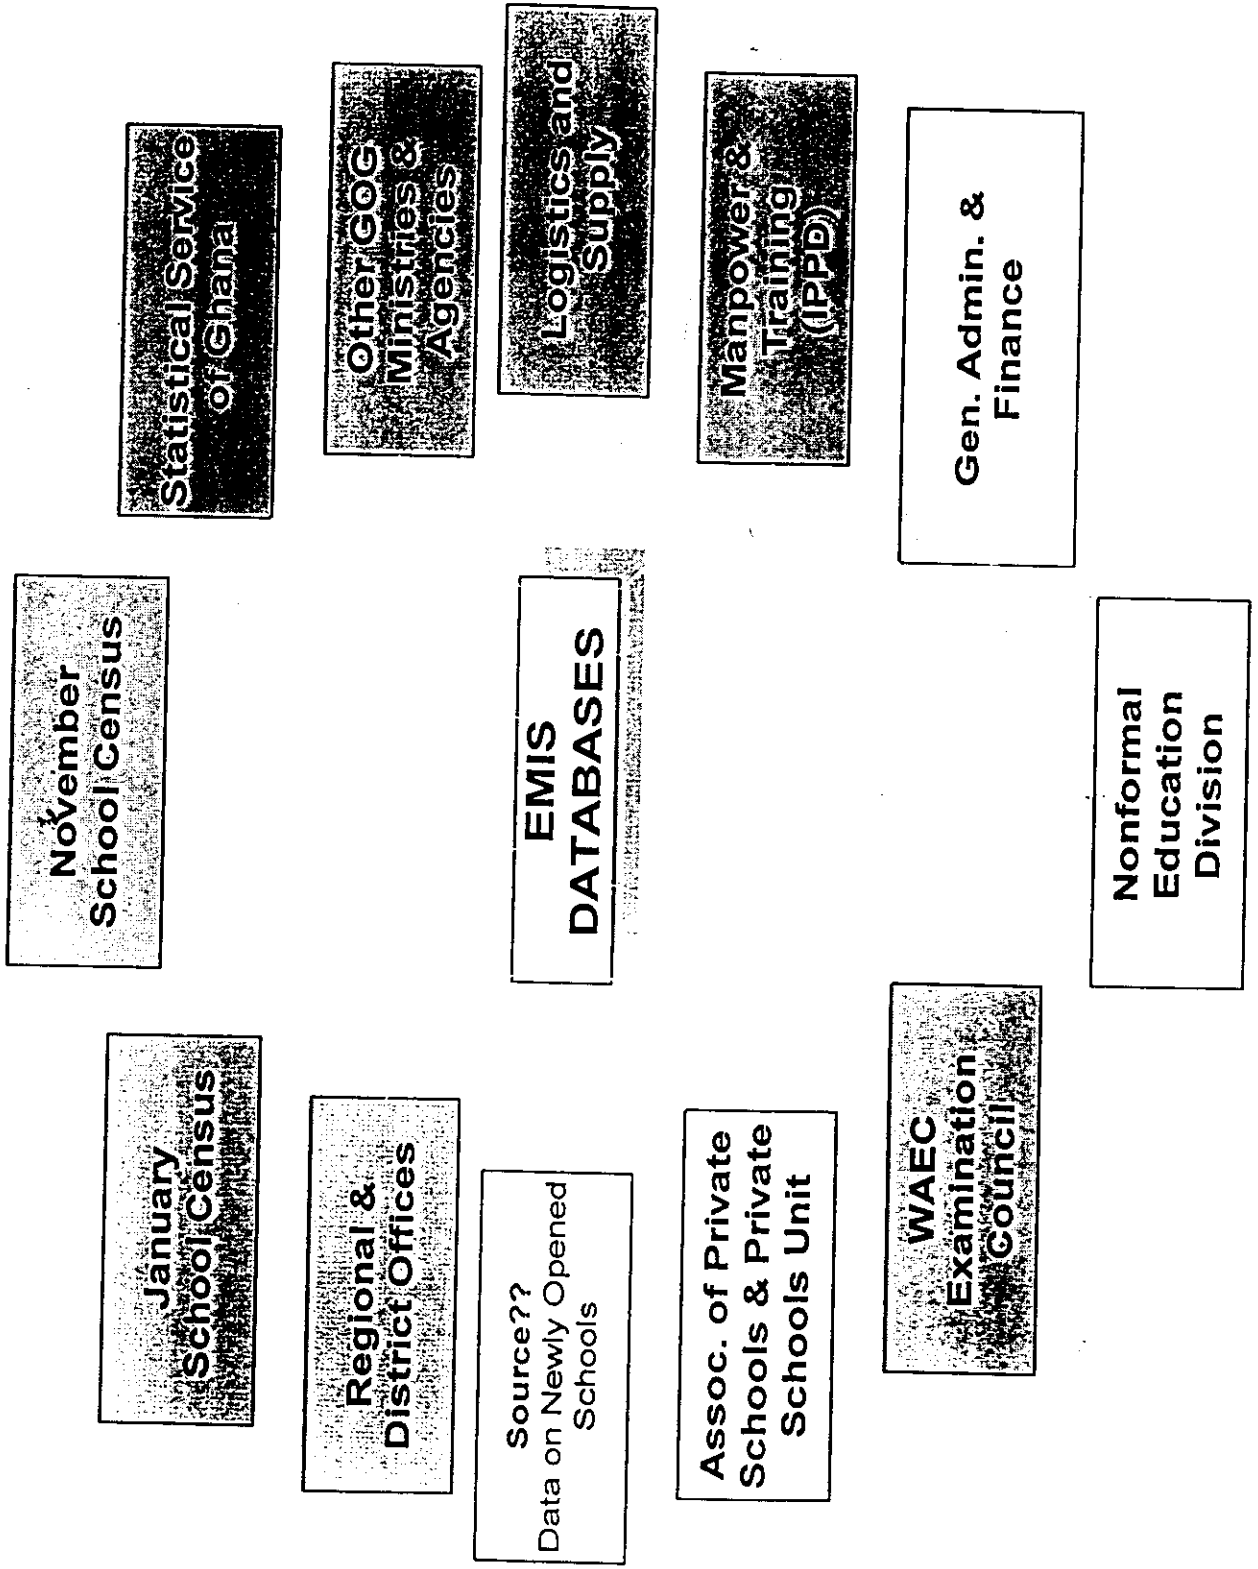 November
School Census
January
School Census
Statistical Service
of Ghana
Regional &
District Offices
Other GOG
Ministries &
Agencies
Source??
Data on Newly Opened
Schools
EMIS
DATABASES
Logistics and
Supply
Assoc. of Private
Schools & Private
Schools Unit
Manpower &
Training
(IPPD)
WAEC
Examination
Council
Gen. Admin. &
Finance
Nonformal
Education
Division